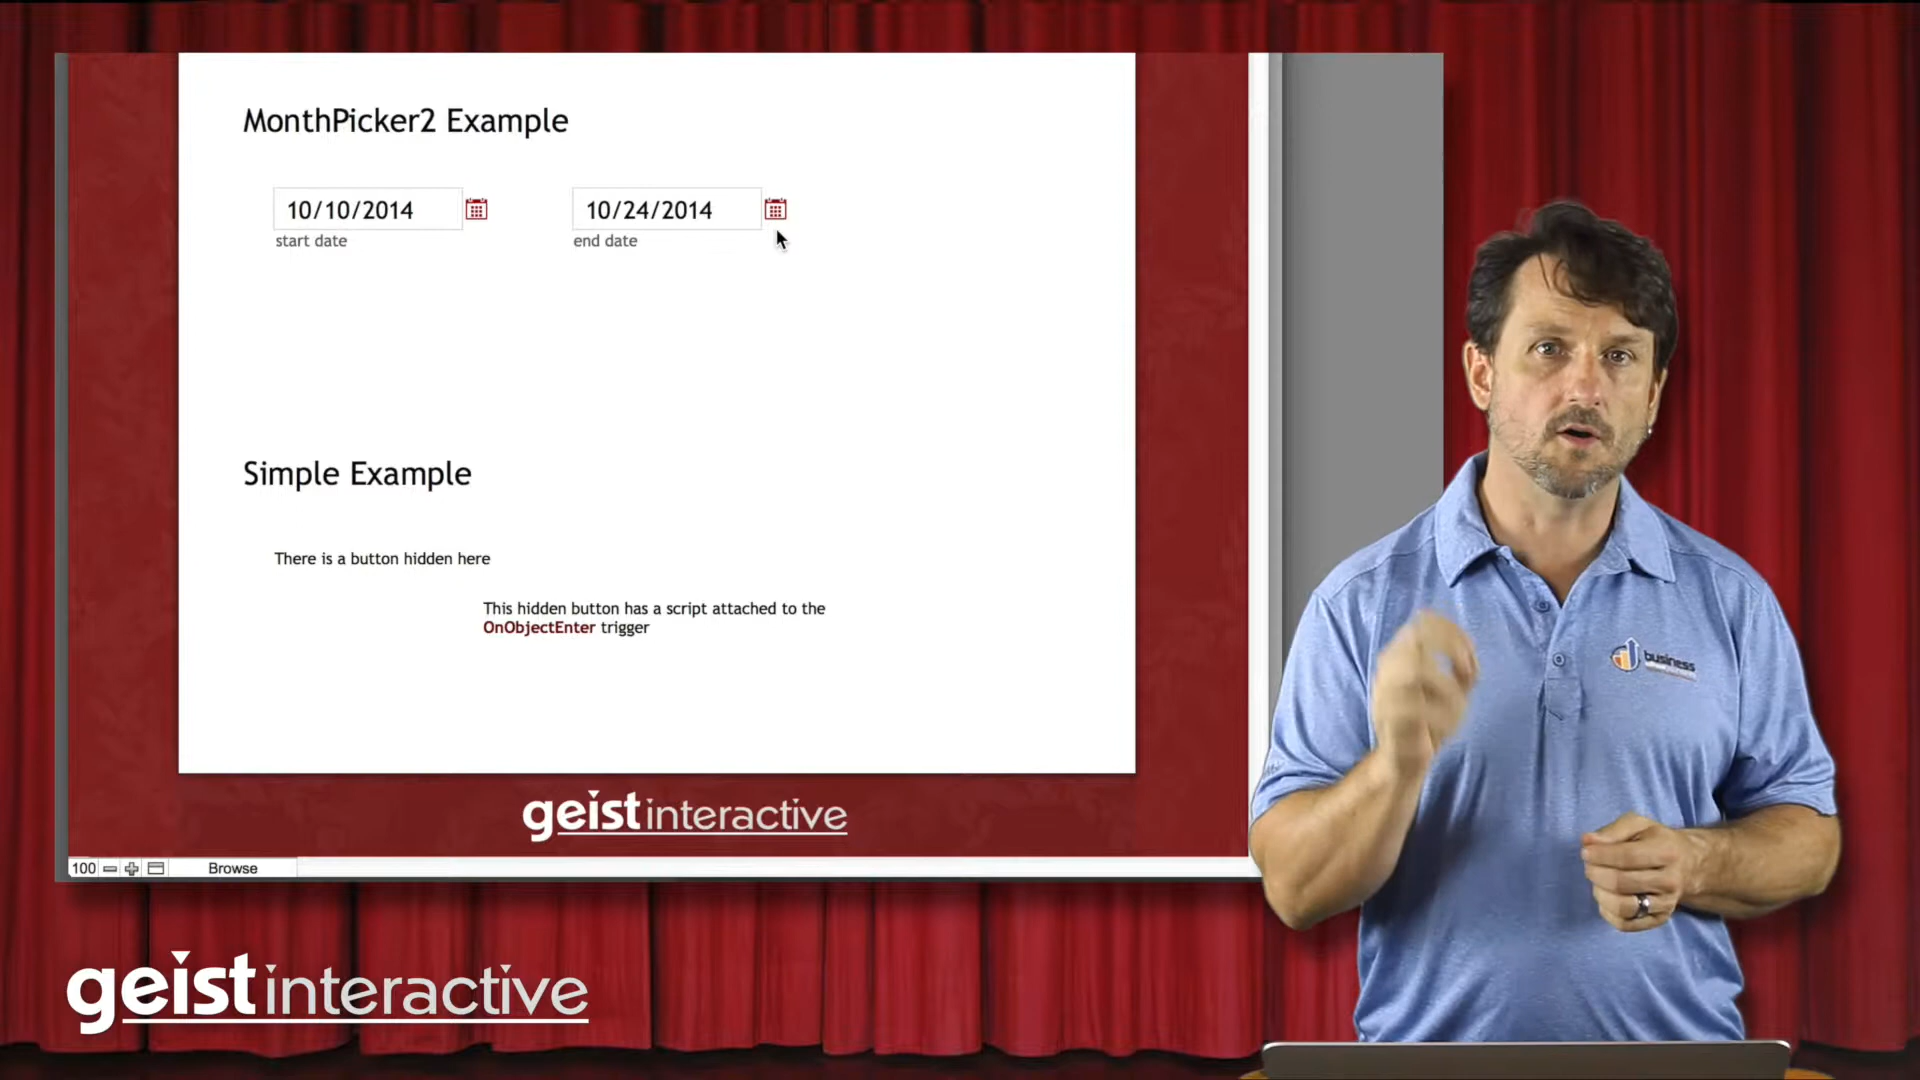 MonthPicker2 Example
10/10/2014
10/24/2014
start date
end date
Simple Example
There is a button hidden here
This hidden button has a script attached to the
OnObjectEnter trigger
geistinteractive
100
Browse
geistinteractive
business